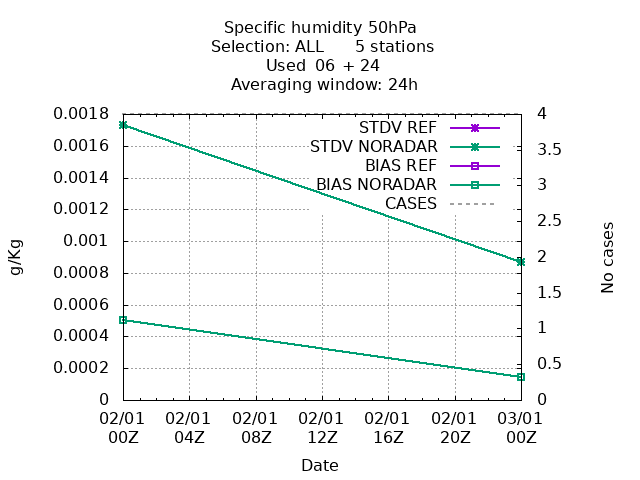 Specific humidity 50hPa
Selection: ALL 5 stations
Used 06 + 24
Averaging window: 24h
0.0018
0.0016
0.0014
0.0012
0.001
0.0008
0.0006
0.0004
0.0002
0
g/Kg
STDV REF
STDV NORADAR
BIAS REF
BIAS NORADAR
CASES
4
3.5
3
2.5
2
1.5
1
0.5
0
No cases
02/01 02/01 02/01 02/01 02/01 02/01 03/01
00Z 04Z 08Z 12Z 16Z 20Z 00Z
Date